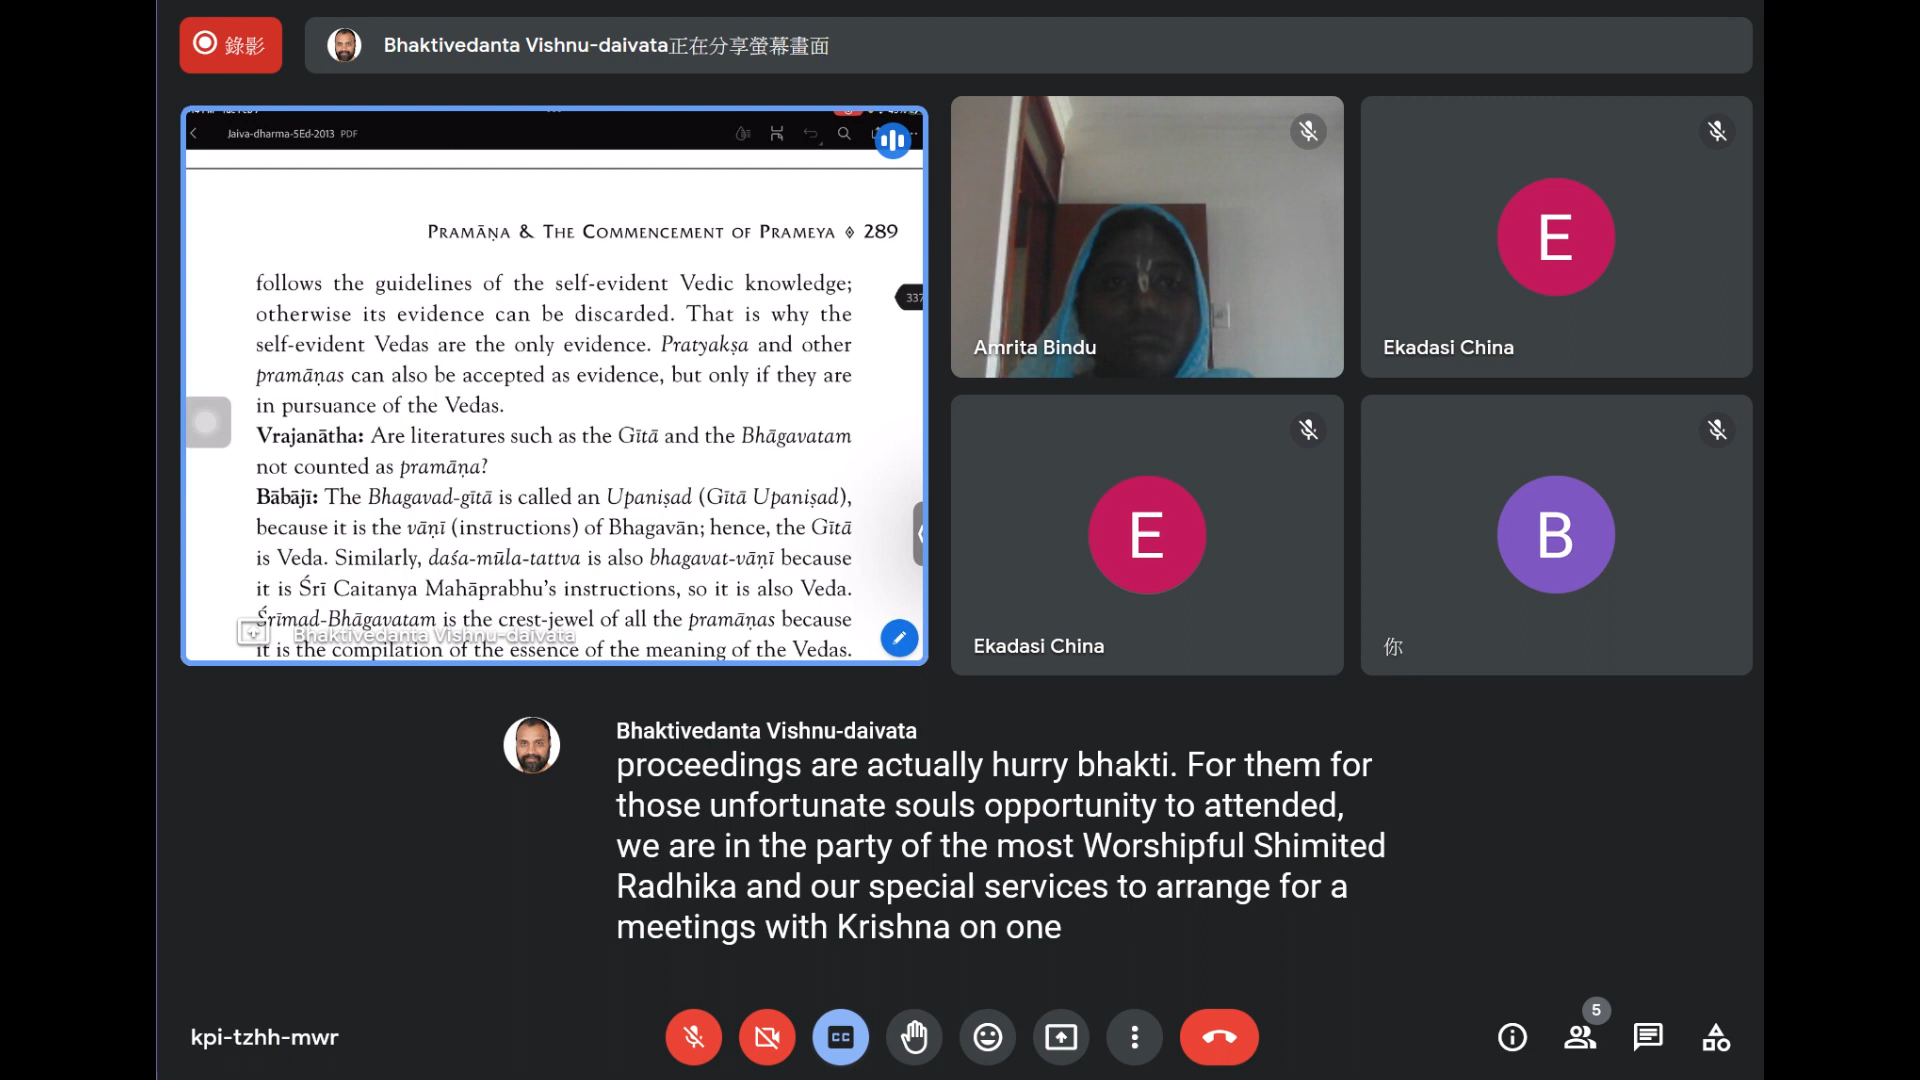 錄影
Bhaktivedanta Vishnu-daivata正在分享螢幕畫面
Jaiva-dharma-5Ed-2013 PDF
PRAMĀṆA & THE COMMENCEMENT OF PRAMEYA ⟡ 289
follows the guidelines of the self-evident Vedic knowledge;
otherwise its evidence can be discarded. That is why the
self-evident Vedas are the only evidence. Pratyakṣa and other
pramāṇas can also be accepted as evidence, but only if they are
in pursuance of the Vedas.
Vrajanātha: Are literatures such as the Gītā and the Bhāgavatam
not counted as pramāṇa?
Bābājī: The Bhagavad-gītā is called an Upaniṣad (Gītā Upaniṣad),
because it is the vāṇī (instructions) of Bhagavān; hence, the Gītā
is Veda. Similarly, daśa-mūla-tattva is also bhagavat-vāṇī because
it is Śrī Caitanya Mahāprabhu's instructions, so it is also Veda.
Śrīmad-Bhāgavatam is the crest-jewel of all the pramāṇas because
it is the compilation of the essence of the meaning of the Vedas.
337
Bhaktivedanta Vishnu-daivata
Amrita Bindu
E
Ekadasi China
E
Ekadasi China
B
你
Bhaktivedanta Vishnu-daivata
proceedings are actually hurry bhakti. For them for
those unfortunate souls opportunity to attended,
we are in the party of the most Worshipful Shimited
Radhika and our special services to arrange for a
meetings with Krishna on one
kpi-tzhh-mwr
CC
5